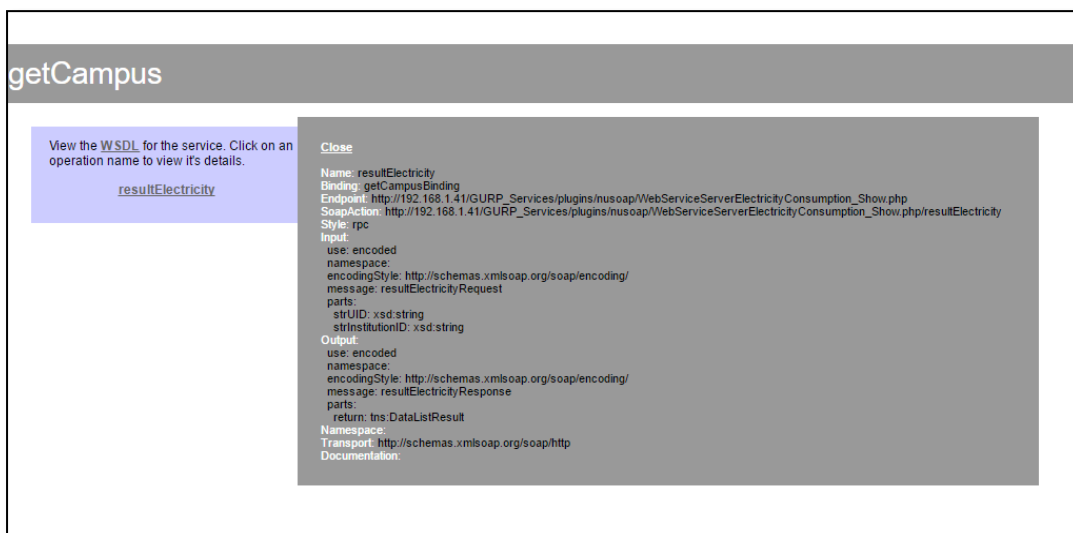 getCampus
View the WSDL for the service. Click on an
operation name to view it's details.
resultElectricity
Close
Name: resultElectricity
Binding: getCampusBinding
Endpoint: http://192.168.1.41/GURP_Services/plugins/nusoap/WebServiceServerElectricityConsumption_Show.php
SoapAction: http://192.168.1.41/GURP_Services/plugins/nusoap/WebServiceServerElectricityConsumption_Show.php/resultElectricity
Style: rpc
Input:
use: encoded
namespace:
encodingStyle: http://schemas.xmlsoap.org/soap/encoding/
message: resultElectricityRequest
parts:
strUID: xsd:string
strInstitutionID: xsd:string
Output:
use: encoded
namespace:
encodingStyle: http://schemas.xmlsoap.org/soap/encoding/
message: resultElectricityResponse
parts:
return: tns:DataListResult
Namespace:
Transport: http://schemas.xmlsoap.org/soap/http
Documentation: